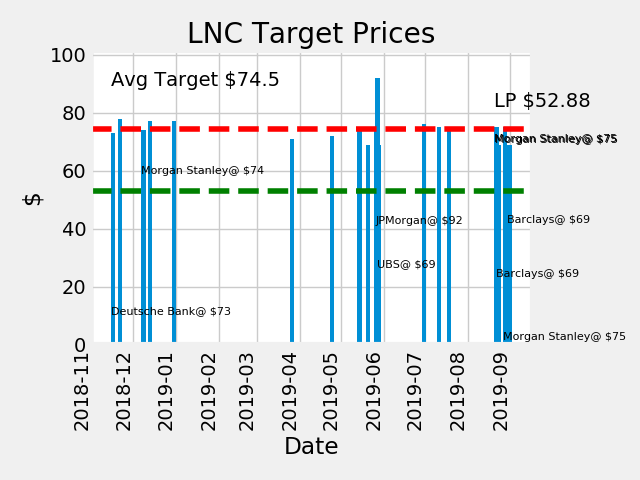 LNC Target Prices
100
80
60
40
20
0
$
Avg Target $74.5
LP $52.88
Morgan Stanley@ $75
Morgan Stanley@ $74
JPMorgan@ $92
Barclays@ $69
UBS@ $69
Barclays@ $69
Deutsche Bank@ $73
Morgan Stanley@ $75
2018-11
2018-12
2019-01
2019-02
2019-03
2019-04
2019-05
2019-06
2019-07
2019-08
2019-09
Date